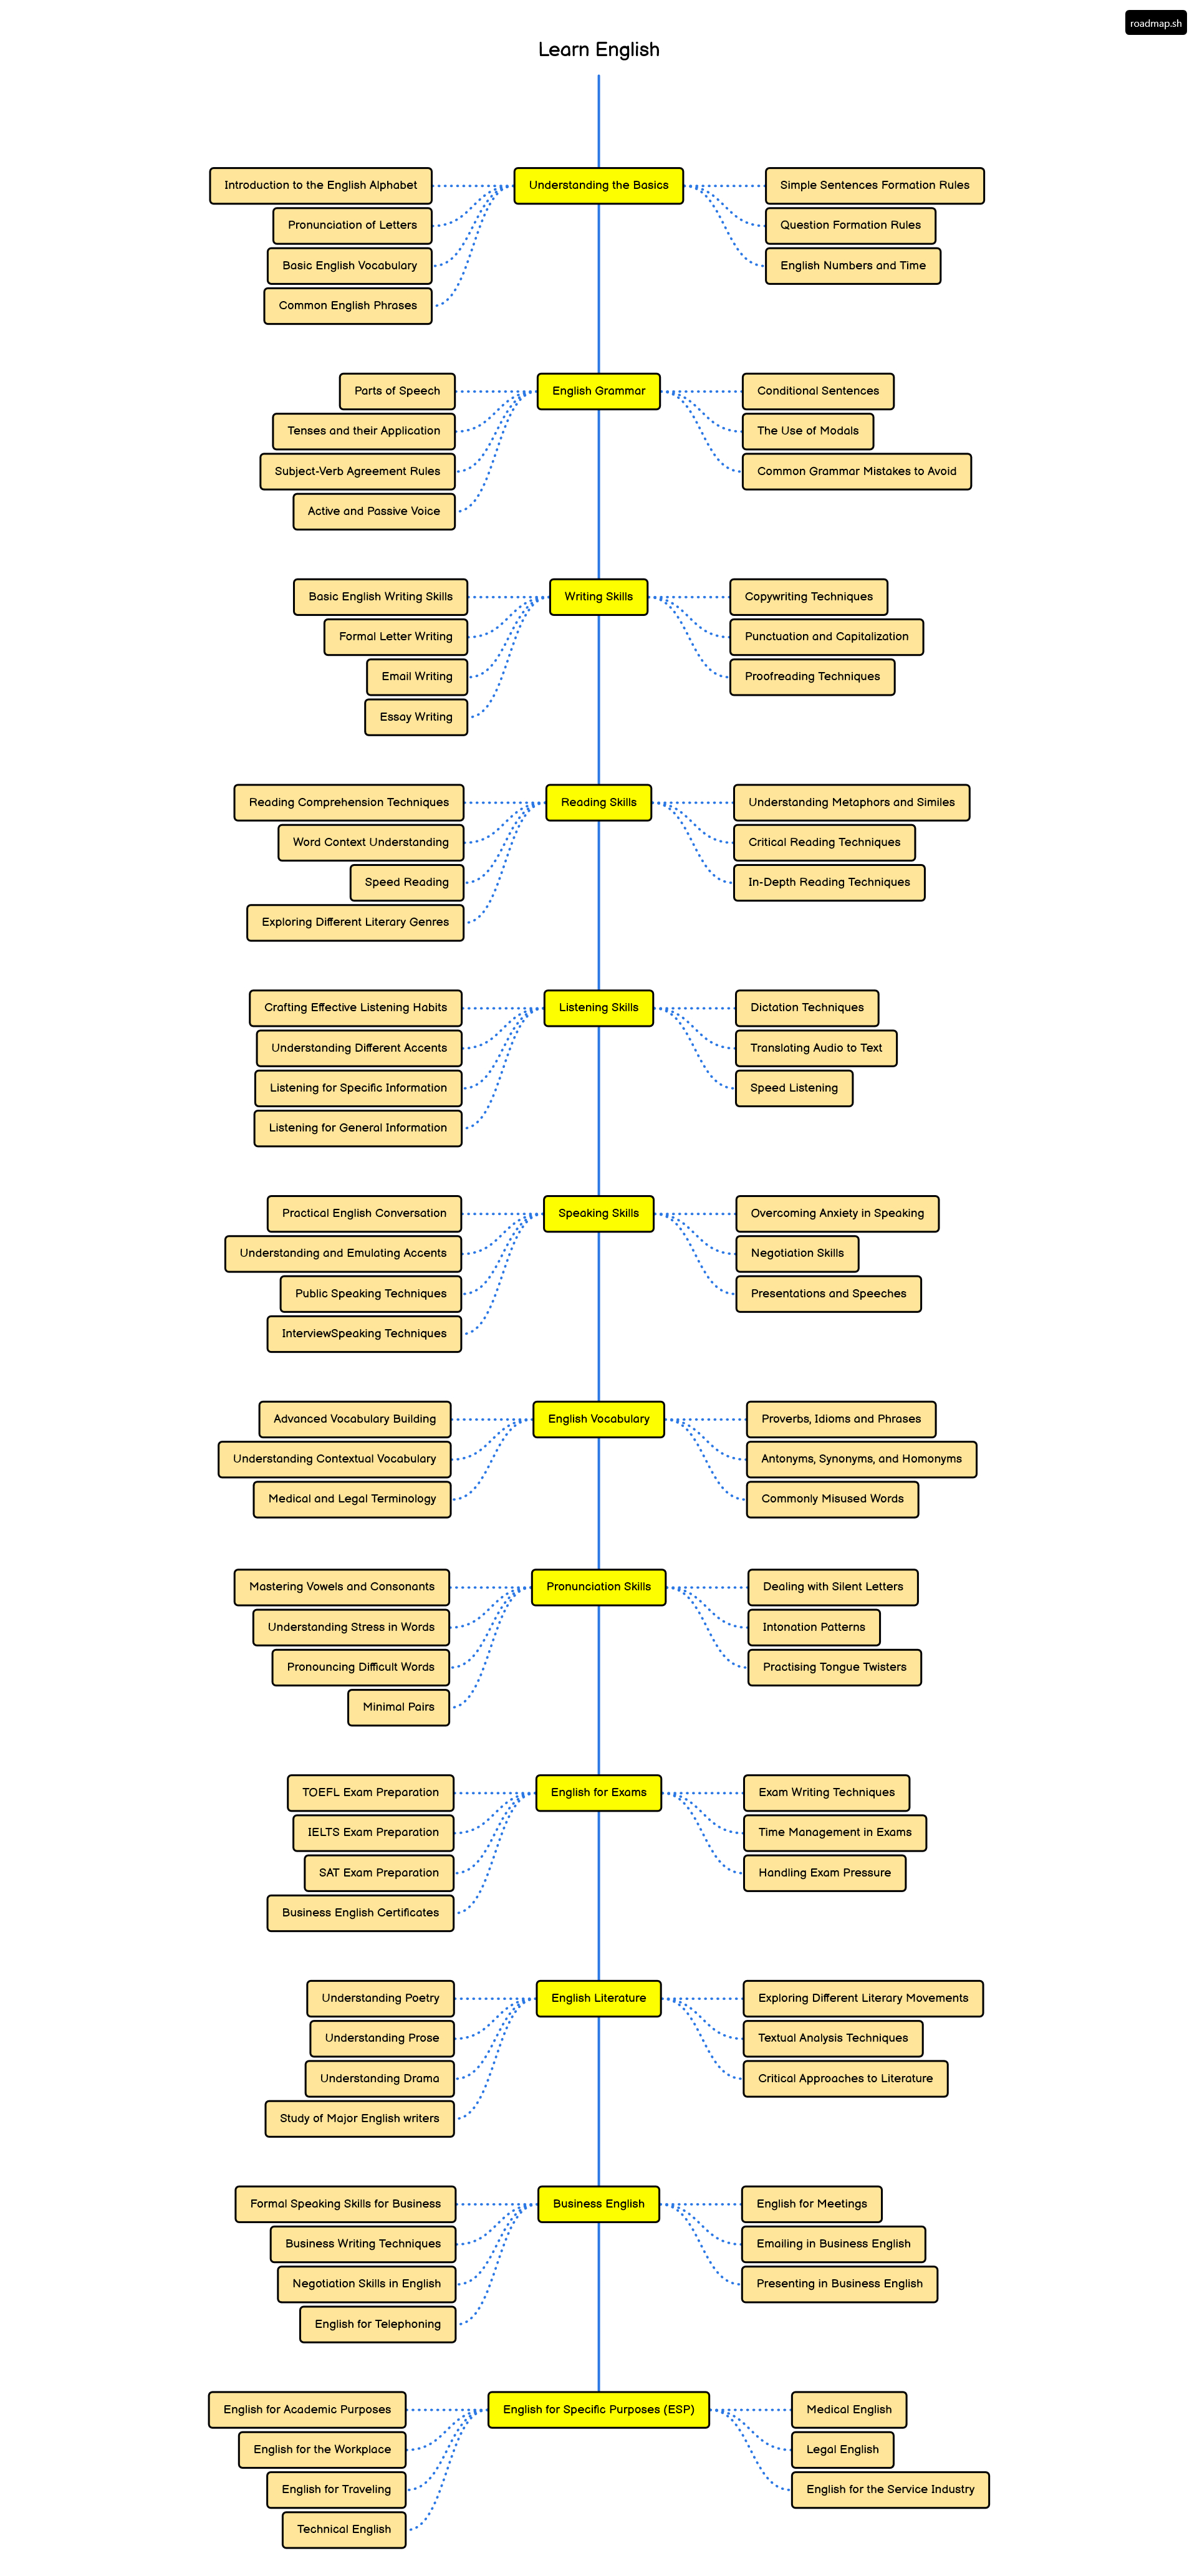 roadmap.sh
Learn English
Understanding the Basics
Introduction to the English Alphabet
Pronunciation of Letters
Basic English Vocabulary
Common English Phrases
Simple Sentences Formation Rules
Question Formation Rules
English Numbers and Time
English Grammar
Parts of Speech
Tenses and their Application
Subject-Verb Agreement Rules
Active and Passive Voice
Conditional Sentences
The Use of Modals
Common Grammar Mistakes to Avoid
Writing Skills
Basic English Writing Skills
Formal Letter Writing
Email Writing
Essay Writing
Copywriting Techniques
Punctuation and Capitalization
Proofreading Techniques
Reading Skills
Reading Comprehension Techniques
Word Context Understanding
Speed Reading
Exploring Different Literary Genres
Understanding Metaphors and Similes
Critical Reading Techniques
In-Depth Reading Techniques
Listening Skills
Crafting Effective Listening Habits
Understanding Different Accents
Listening for Specific Information
Listening for General Information
Dictation Techniques
Translating Audio to Text
Speed Listening
Speaking Skills
Practical English Conversation
Understanding and Emulating Accents
Public Speaking Techniques
InterviewSpeaking Techniques
Overcoming Anxiety in Speaking
Negotiation Skills
Presentations and Speeches
English Vocabulary
Advanced Vocabulary Building
Understanding Contextual Vocabulary
Medical and Legal Terminology
Proverbs, Idioms and Phrases
Antonyms, Synonyms, and Homonyms
Commonly Misused Words
Pronunciation Skills
Mastering Vowels and Consonants
Understanding Stress in Words
Pronouncing Difficult Words
Minimal Pairs
Dealing with Silent Letters
Intonation Patterns
Practising Tongue Twisters
English for Exams
TOEFL Exam Preparation
IELTS Exam Preparation
SAT Exam Preparation
Business English Certificates
Exam Writing Techniques
Time Management in Exams
Handling Exam Pressure
English Literature
Understanding Poetry
Understanding Prose
Understanding Drama
Study of Major English writers
Exploring Different Literary Movements
Textual Analysis Techniques
Critical Approaches to Literature
Business English
Formal Speaking Skills for Business
Business Writing Techniques
Negotiation Skills in English
English for Telephoning
English for Meetings
Emailing in Business English
Presenting in Business English
English for Specific Purposes (ESP)
English for Academic Purposes
English for the Workplace
English for Traveling
Technical English
Medical English
Legal English
English for the Service Industry